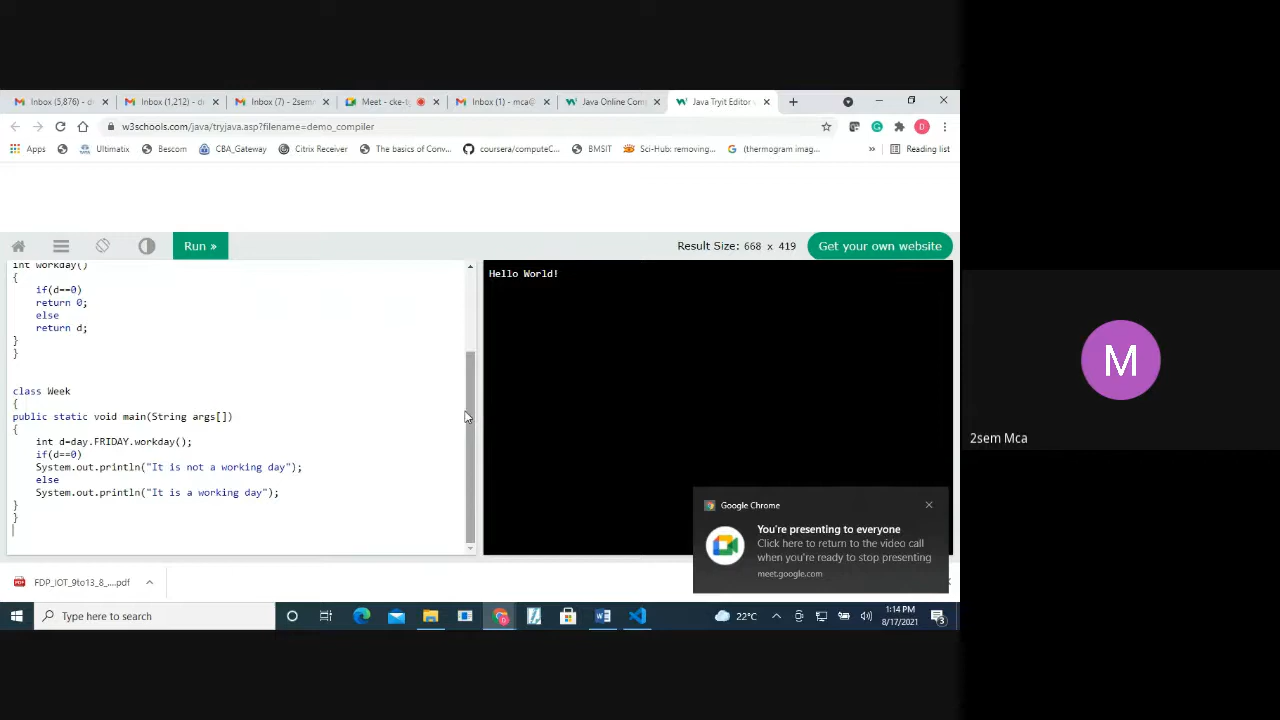 Inbox (5,876) - d
Inbox (1,212) - d
Inbox (7) - 2sem
Meet - cke-t
Inbox (1) - mca@
Java Online Com
Java Tryit Editor
w3schools.com/java/tryjava.asp?filename=demo_compiler
D
Apps
Ultimatix
Bescom
CBA_Gateway
Citrix Receiver
The basics of Conv...
coursera/computeC...
BMSIT
Sci-Hub: removing...
(thermogram imag...
»
Reading list
Run »
Result Size: 668 x 419
Get your own website
int workday()
{
if(d==0)
return 0;
else
return d;
}
}
class Week
{
public static void main(String args[])
{
int d=day.FRIDAY.workday();
if(d==0)
System.out.println("It is not a working day");
else
System.out.println("It is a working day");
}
}
Hello World!
Google Chrome
You're presenting to everyone
Click here to return to the video call
when you're ready to stop presenting
meet.google.com
M
2sem Mca
FDP_IOT_9to13_8_....pdf
Type here to search
22°C
1:14 PM
8/17/2021
3